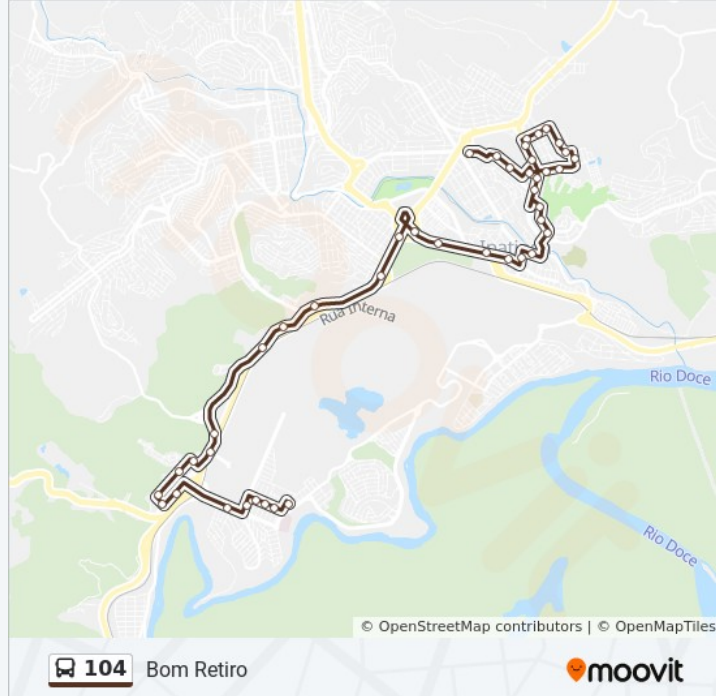 Ipati
Rua Interna
Rio Doce
Rio Doce
© OpenStreetMap contributors | © OpenMapTiles
104 Bom Retiro
moovit